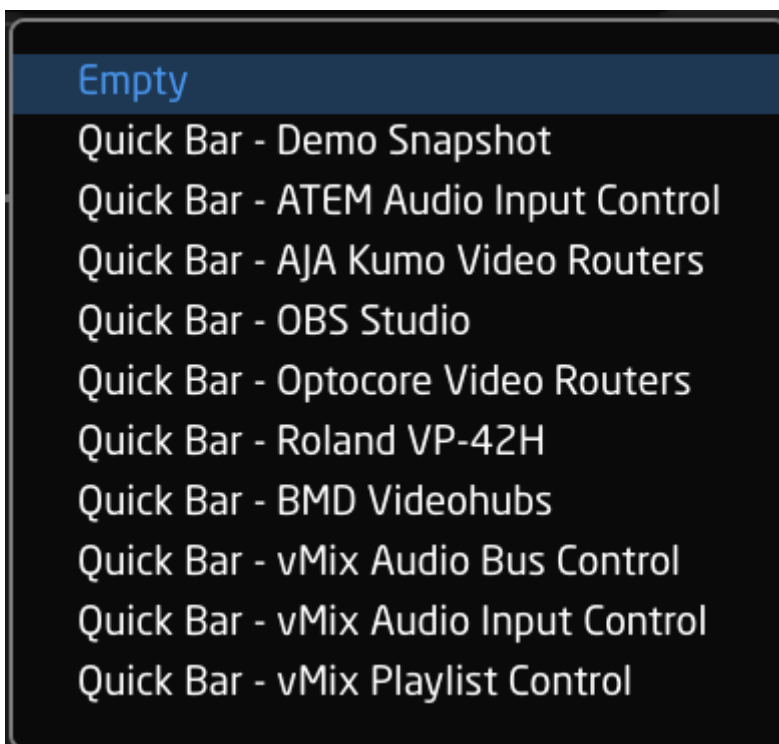 Empty
Quick Bar - Demo Snapshot
Quick Bar - ATEM Audio Input Control
Quick Bar - AJA Kumo Video Routers
Quick Bar - OBS Studio
Quick Bar - Optocore Video Routers
Quick Bar - Roland VP-42H
Quick Bar - BMD Videohubs
Quick Bar - vMix Audio Bus Control
Quick Bar - vMix Audio Input Control
Quick Bar - vMix Playlist Control